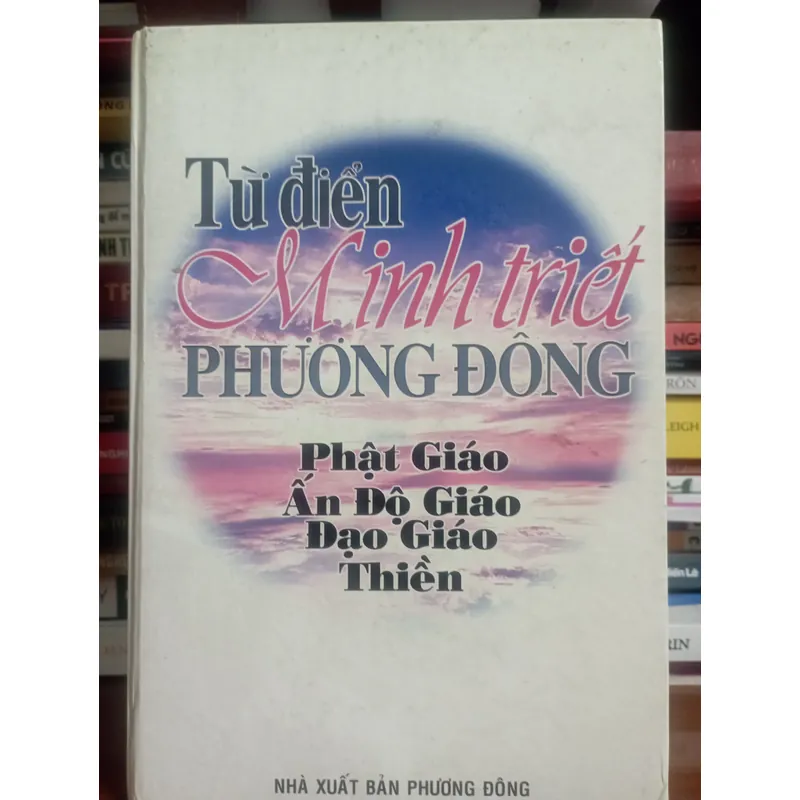 Từ điển
Minh triết
PHƯƠNG ĐÔNG
Phật Giáo
Ấn Độ Giáo
Đạo Giáo
Thiền
NHÀ XUẤT BẢN PHƯƠNG ĐÔNG